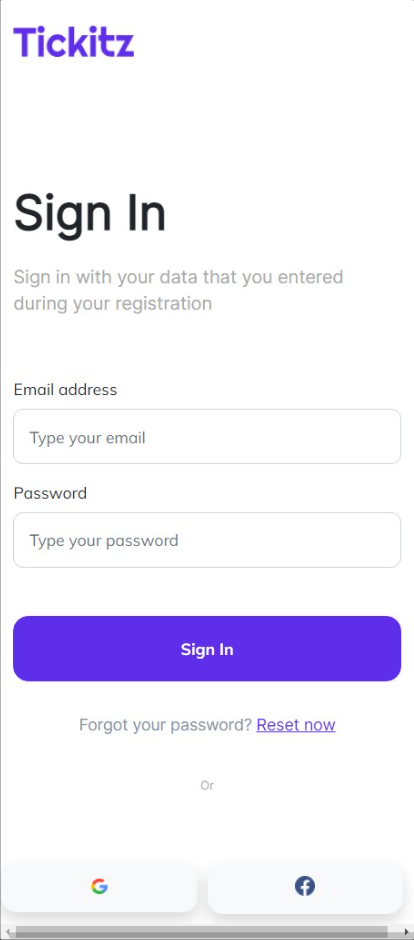 Tickitz
Sign In
Sign in with your data that you entered
during your registration
Email address
Type your email
Password
Type your password
Sign In
Forgot your password? Reset now
Or